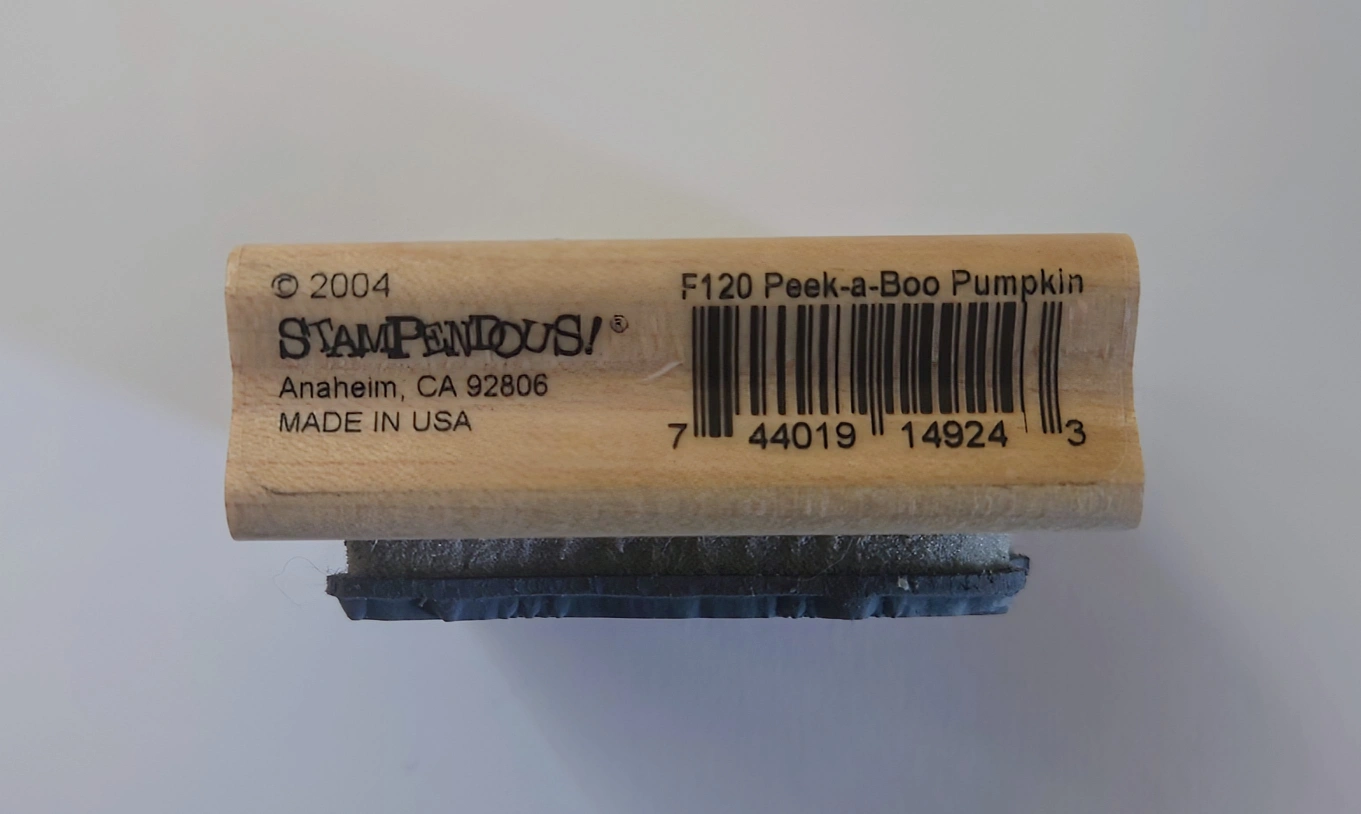 © 2004
STAMPENDOUS!®
Anaheim, CA 92806
MADE IN USA
F120 Peek-a-Boo Pumpkin
7 44019 14924 3